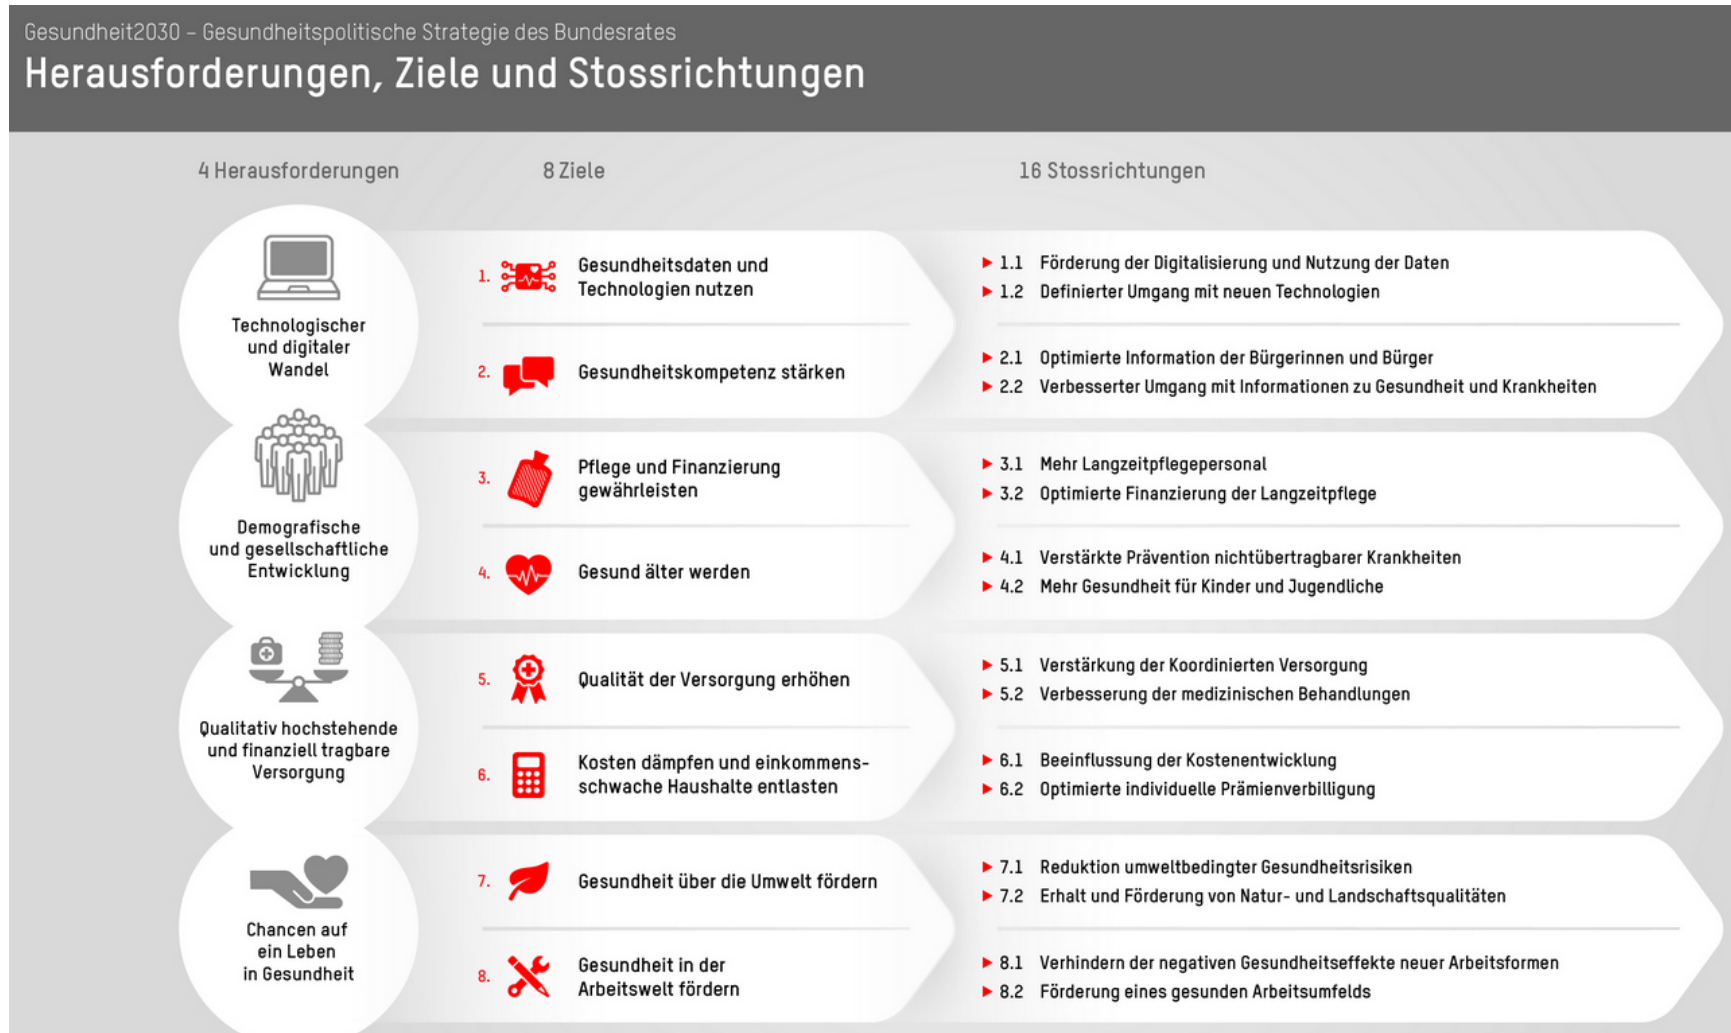 Gesundheit2030 – Gesundheitspolitische Strategie des Bundesrates
Herausforderungen, Ziele und Stossrichtungen
4 Herausforderungen
8 Ziele
16 Stossrichtungen
Technologischer
und digitaler
Wandel
1. Gesundheitsdaten und
Technologien nutzen
▶ 1.1 Förderung der Digitalisierung und Nutzung der Daten
▶ 1.2 Definierter Umgang mit neuen Technologien
2. Gesundheitskompetenz stärken
▶ 2.1 Optimierte Information der Bürgerinnen und Bürger
▶ 2.2 Verbesserter Umgang mit Informationen zu Gesundheit und Krankheiten
Demografische
und gesellschaftliche
Entwicklung
3. Pflege und Finanzierung
gewährleisten
▶ 3.1 Mehr Langzeitpflegepersonal
▶ 3.2 Optimierte Finanzierung der Langzeitpflege
4. Gesund älter werden
▶ 4.1 Verstärkte Prävention nichtübertragbarer Krankheiten
▶ 4.2 Mehr Gesundheit für Kinder und Jugendliche
Qualitativ hochstehende
und finanziell tragbare
Versorgung
5. Qualität der Versorgung erhöhen
▶ 5.1 Verstärkung der Koordinierten Versorgung
▶ 5.2 Verbesserung der medizinischen Behandlungen
6. Kosten dämpfen und einkommens-
schwache Haushalte entlasten
▶ 6.1 Beeinflussung der Kostenentwicklung
▶ 6.2 Optimierte individuelle Prämienverbilligung
Chancen auf
ein Leben
in Gesundheit
7. Gesundheit über die Umwelt fördern
▶ 7.1 Reduktion umweltbedingter Gesundheitsrisiken
▶ 7.2 Erhalt und Förderung von Natur- und Landschaftsqualitäten
8. Gesundheit in der
Arbeitswelt fördern
▶ 8.1 Verhindern der negativen Gesundheitseffekte neuer Arbeitsformen
▶ 8.2 Förderung eines gesunden Arbeitsumfelds